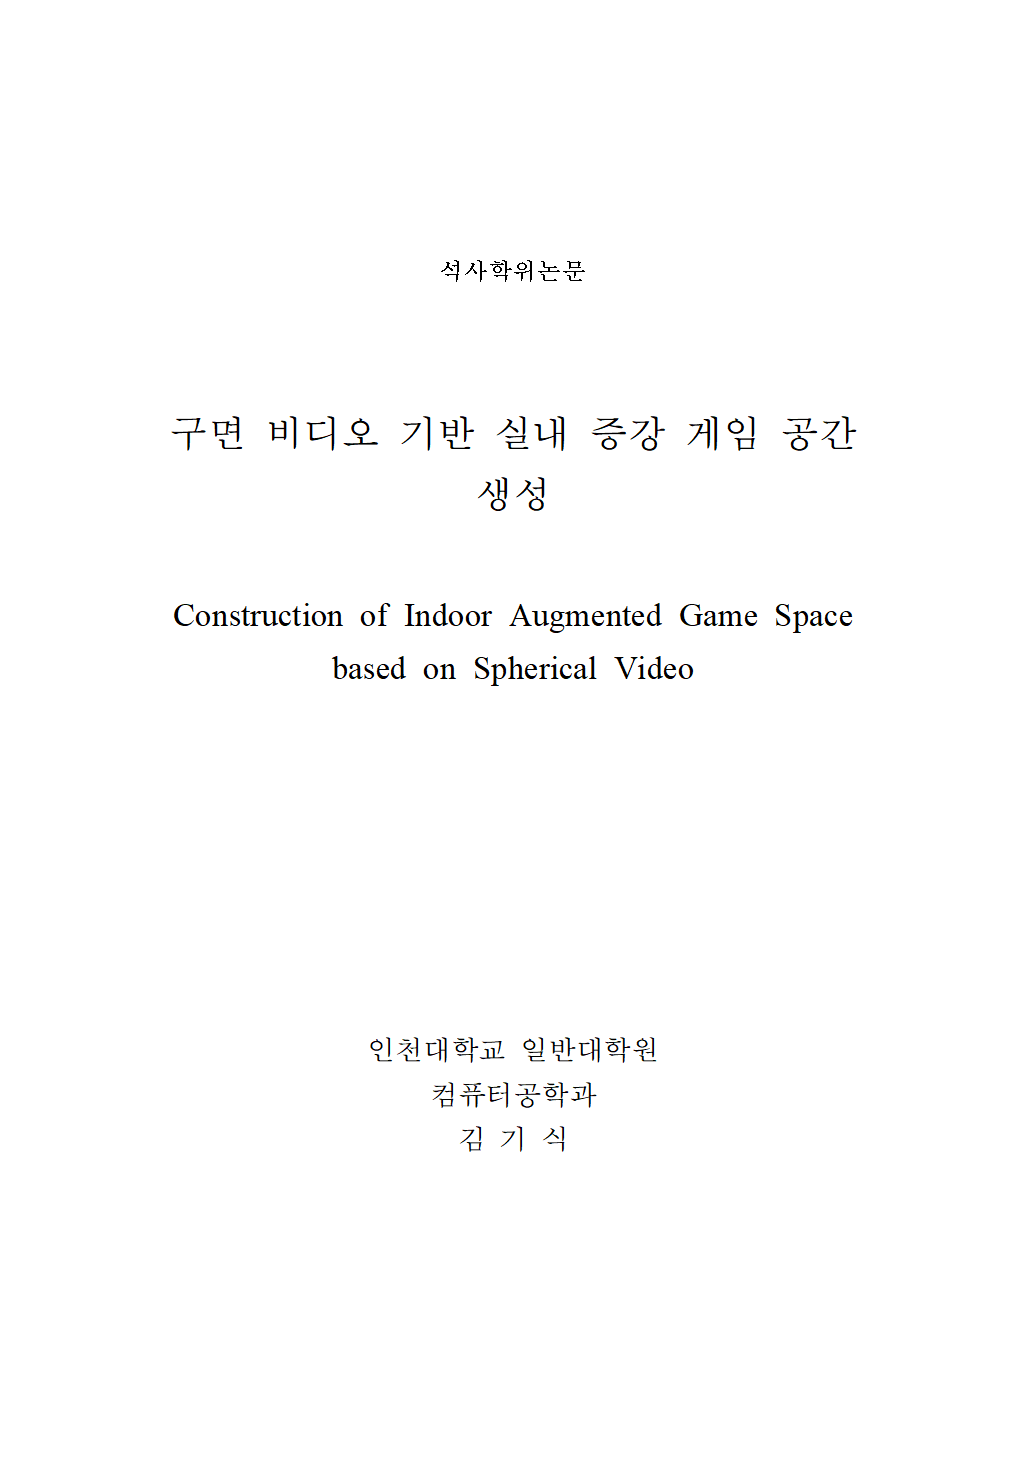 석사학위논문
구면 비디오 기반 실내 증강 게임 공간
생성
Construction of Indoor Augmented Game Space
based on Spherical Video
인천대학교 일반대학원
컴퓨터공학과
김 기 식